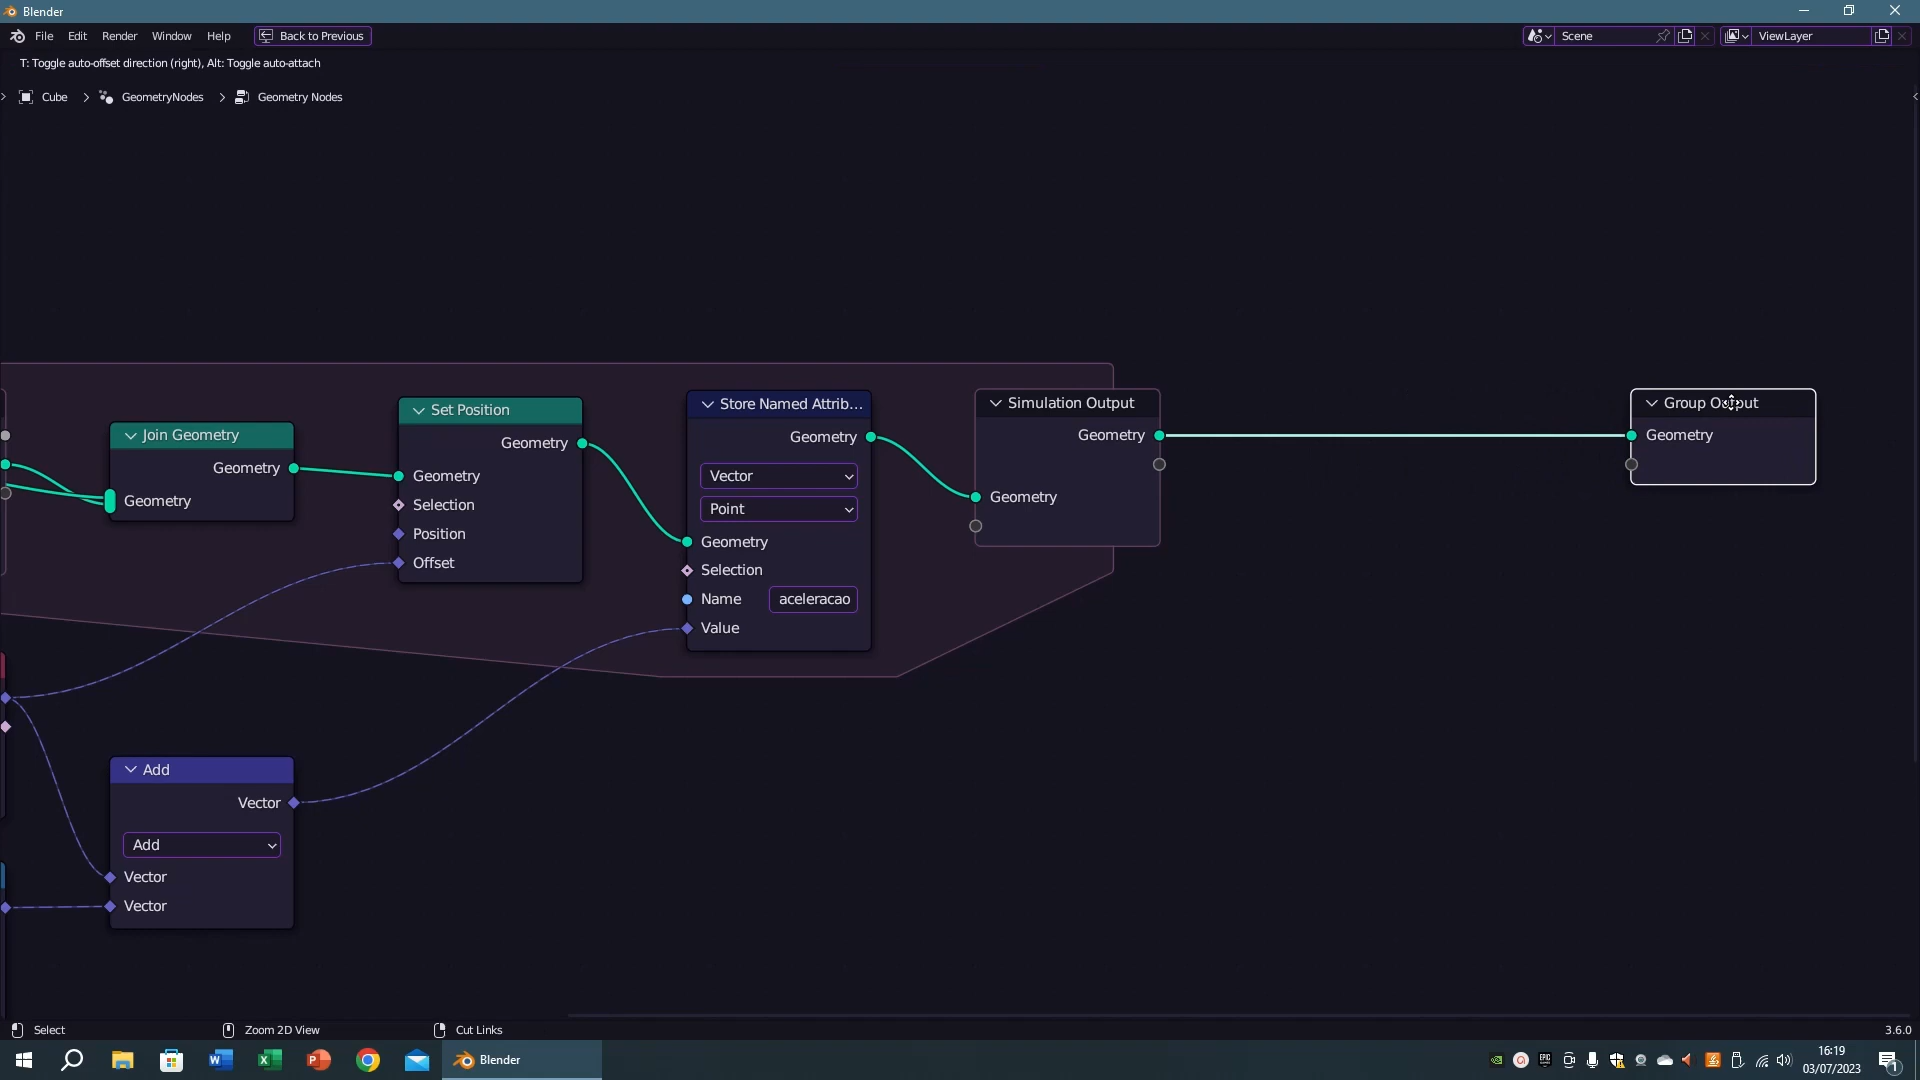 Blender
File Edit Render Window Help Back to Previous Scene ViewLayer
T: Toggle auto-offset direction (right), Alt: Toggle auto-attach
Cube GeometryNodes Geometry Nodes
Join Geometry
Geometry
Geometry
Set Position
Geometry
Geometry
Selection
Position
Offset
Store Named Attrib...
Geometry
Vector
Point
Geometry
Selection
Name aceleracao
Value
Simulation Output
Geometry
Geometry
Group Output
Geometry
Add
Vector
Add
Vector
Vector
Select Zoom 2D View Cut Links 3.6.0
Blender
16:19
03/07/2023